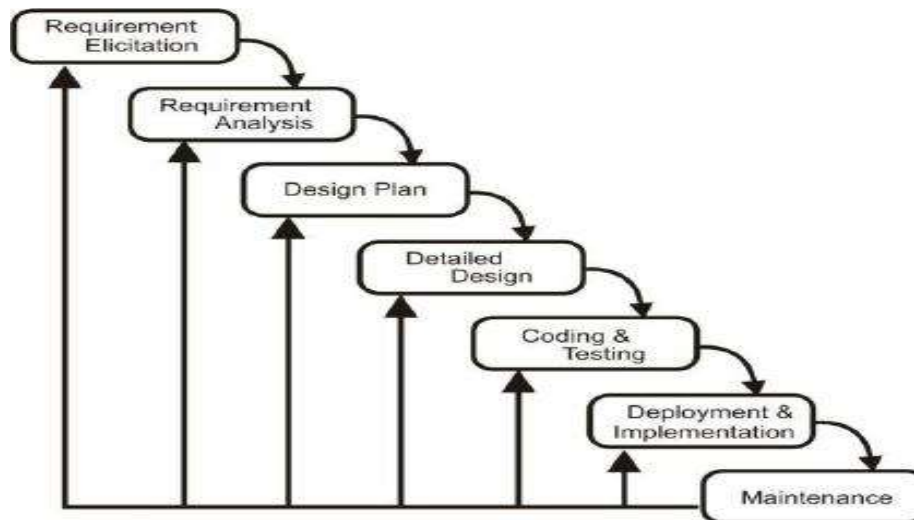 Requirement
Elicitation
Requirement
Analysis
Design Plan
Detailed
Design
Coding &
Testing
Deployment &
Implementation
Maintenance